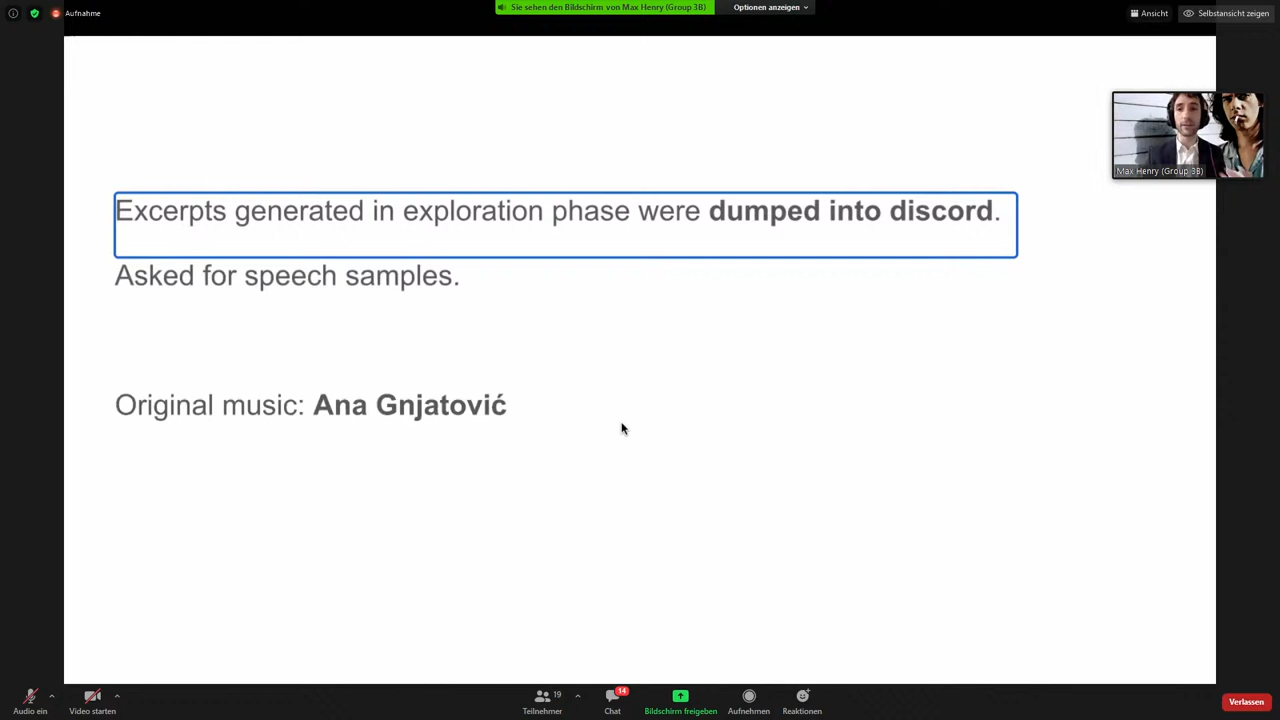 Aufnahme
Sie sehen den Bildschirm von Max Henry (Group 3B)
Optionen anzeigen
Ansicht
Selbstansicht zeigen
Max Henry (Group 3B)
Excerpts generated in exploration phase were dumped into discord.
Asked for speech samples.
Original music: Ana Gnjatović
Audio ein
Video starten
19
Teilnehmer
14
Chat
Bildschirm freigeben
Aufnehmen
Reaktionen
Verlassen